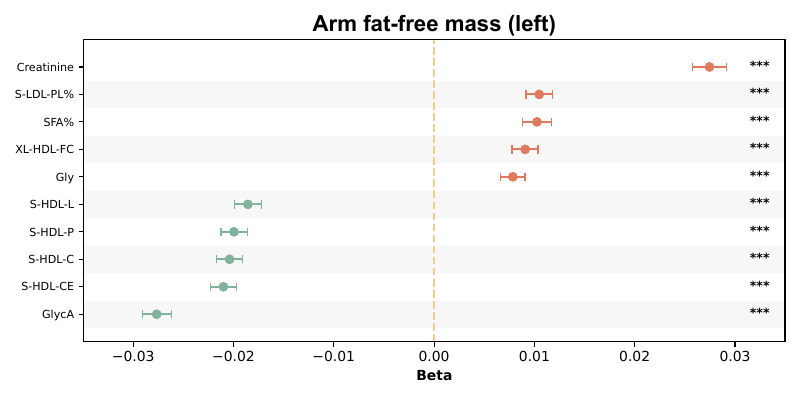 Arm fat-free mass (left)
Creatinine ***
S-LDL-PL% ***
SFA% ***
XL-HDL-FC ***
Gly ***
S-HDL-L ***
S-HDL-P ***
S-HDL-C ***
S-HDL-CE ***
GlycA ***
−0.03 −0.02 −0.01 0.00 0.01 0.02 0.03
Beta